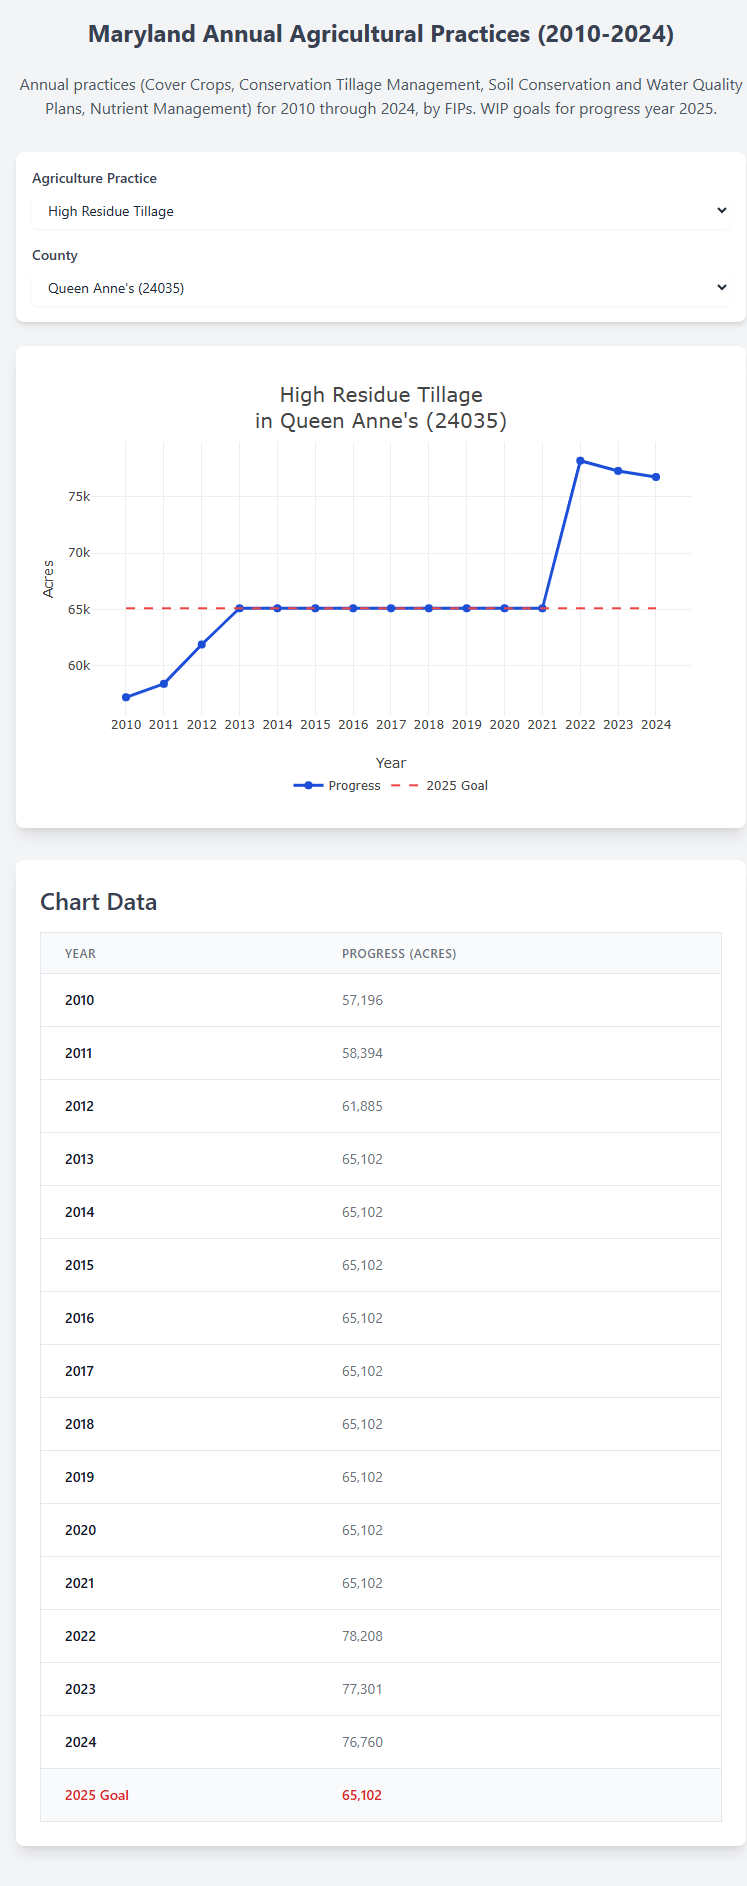 Maryland Annual Agricultural Practices (2010-2024)
Annual practices (Cover Crops, Conservation Tillage Management, Soil Conservation and Water Quality
Plans, Nutrient Management) for 2010 through 2024, by FIPs. WIP goals for progress year 2025.
Agriculture Practice
High Residue Tillage
County
Queen Anne's (24035)
High Residue Tillage
in Queen Anne's (24035)
75k
70k
65k
60k
Acres
2010 2011 2012 2013 2014 2015 2016 2017 2018 2019 2020 2021 2022 2023 2024
Year
Progress 2025 Goal
Chart Data
YEAR PROGRESS (ACRES)
2010 57,196
2011 58,394
2012 61,885
2013 65,102
2014 65,102
2015 65,102
2016 65,102
2017 65,102
2018 65,102
2019 65,102
2020 65,102
2021 65,102
2022 78,208
2023 77,301
2024 76,760
2025 Goal 65,102